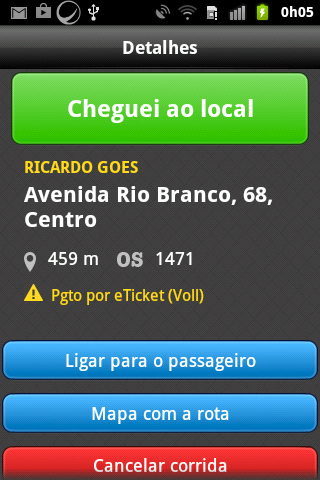 0h05
Detalhes
Cheguei ao local
RICARDO GOES
Avenida Rio Branco, 68,
Centro
459 m OS 1471
Pgto por eTicket (Voll)
Ligar para o passageiro
Mapa com a rota
Cancelar corrida